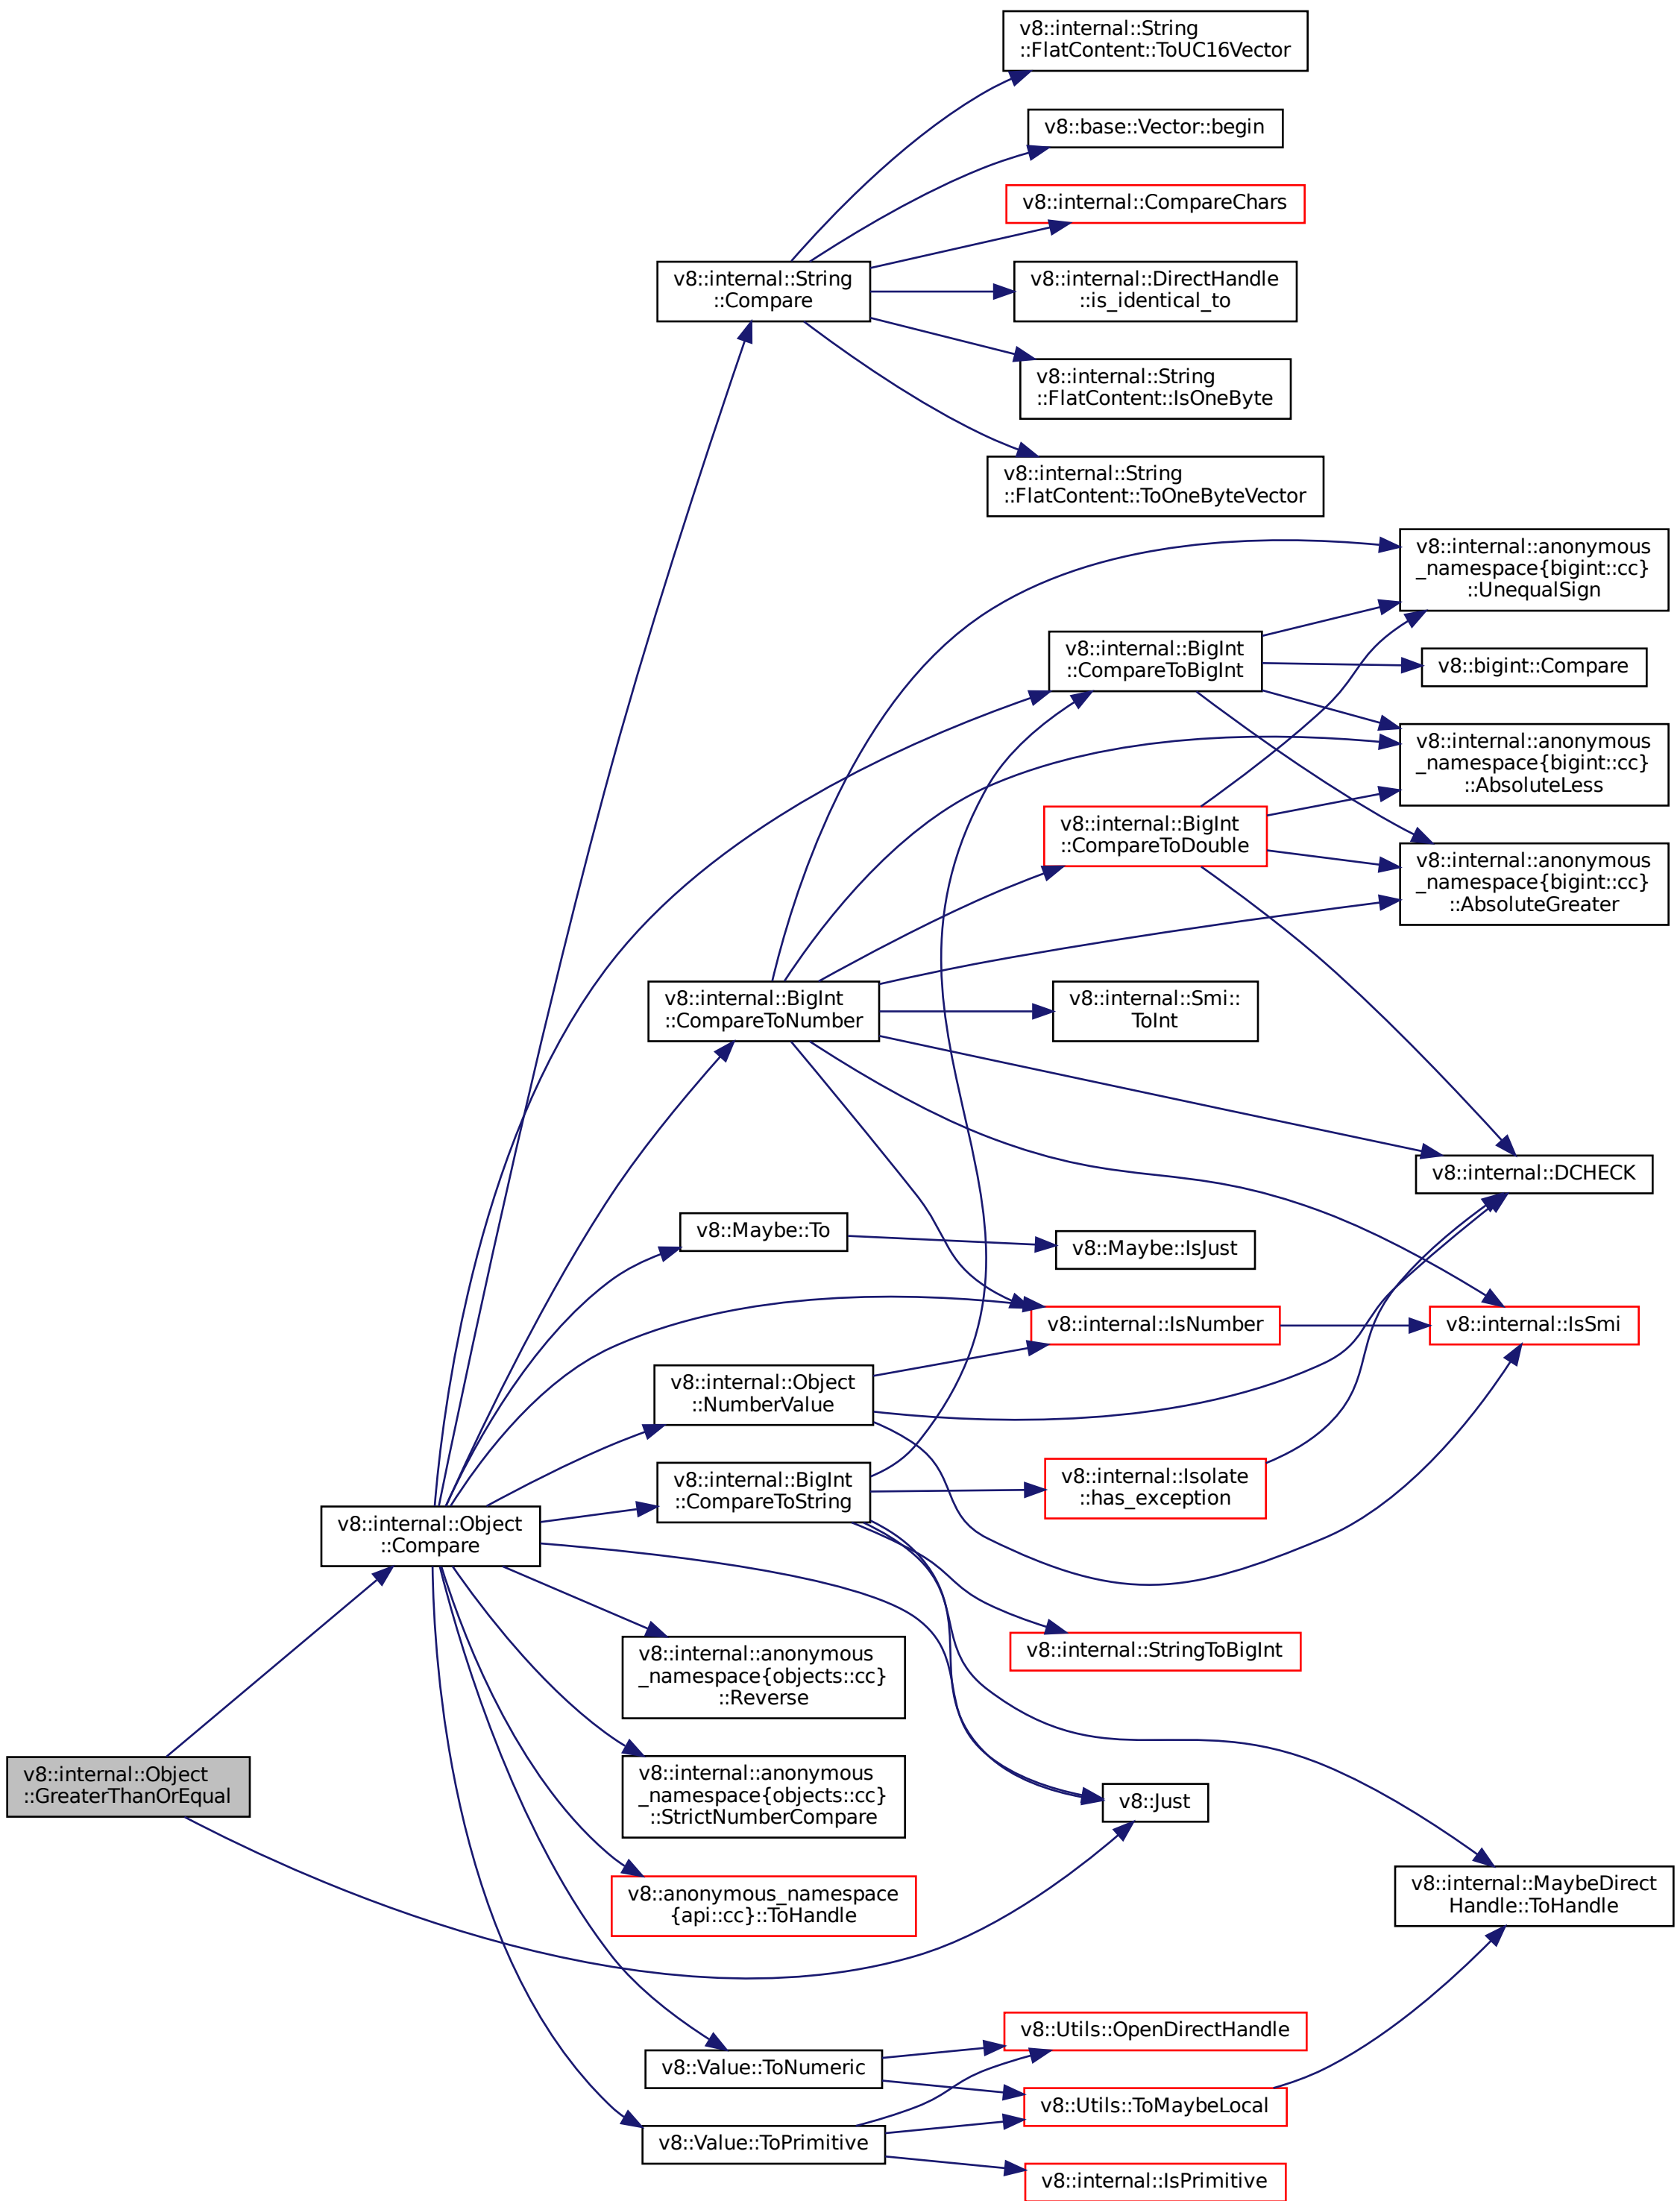 v8::internal::String
::FlatContent::ToUC16Vector
v8::base::Vector::begin
v8::internal::CompareChars
v8::internal::String
::Compare
v8::internal::DirectHandle
::is_identical_to
v8::internal::String
::FlatContent::IsOneByte
v8::internal::String
::FlatContent::ToOneByteVector
v8::internal::anonymous
_namespace{bigint::cc}
::UnequalSign
v8::internal::BigInt
::CompareToBigInt
v8::bigint::Compare
v8::internal::anonymous
_namespace{bigint::cc}
::AbsoluteLess
v8::internal::BigInt
::CompareToDouble
v8::internal::anonymous
_namespace{bigint::cc}
::AbsoluteGreater
v8::internal::BigInt
::CompareToNumber
v8::internal::Smi::
ToInt
v8::internal::DCHECK
v8::Maybe::To
v8::Maybe::IsJust
v8::internal::IsNumber
v8::internal::IsSmi
v8::internal::Object
::NumberValue
v8::internal::BigInt
::CompareToString
v8::internal::Isolate
::has_exception
v8::internal::Object
::Compare
v8::internal::StringToBigInt
v8::internal::anonymous
_namespace{objects::cc}
::Reverse
v8::internal::Object
::GreaterThanOrEqual
v8::internal::anonymous
_namespace{objects::cc}
::StrictNumberCompare
v8::Just
v8::anonymous_namespace
{api::cc}::ToHandle
v8::internal::MaybeDirect
Handle::ToHandle
v8::Utils::OpenDirectHandle
v8::Value::ToNumeric
v8::Utils::ToMaybeLocal
v8::Value::ToPrimitive
v8::internal::IsPrimitive